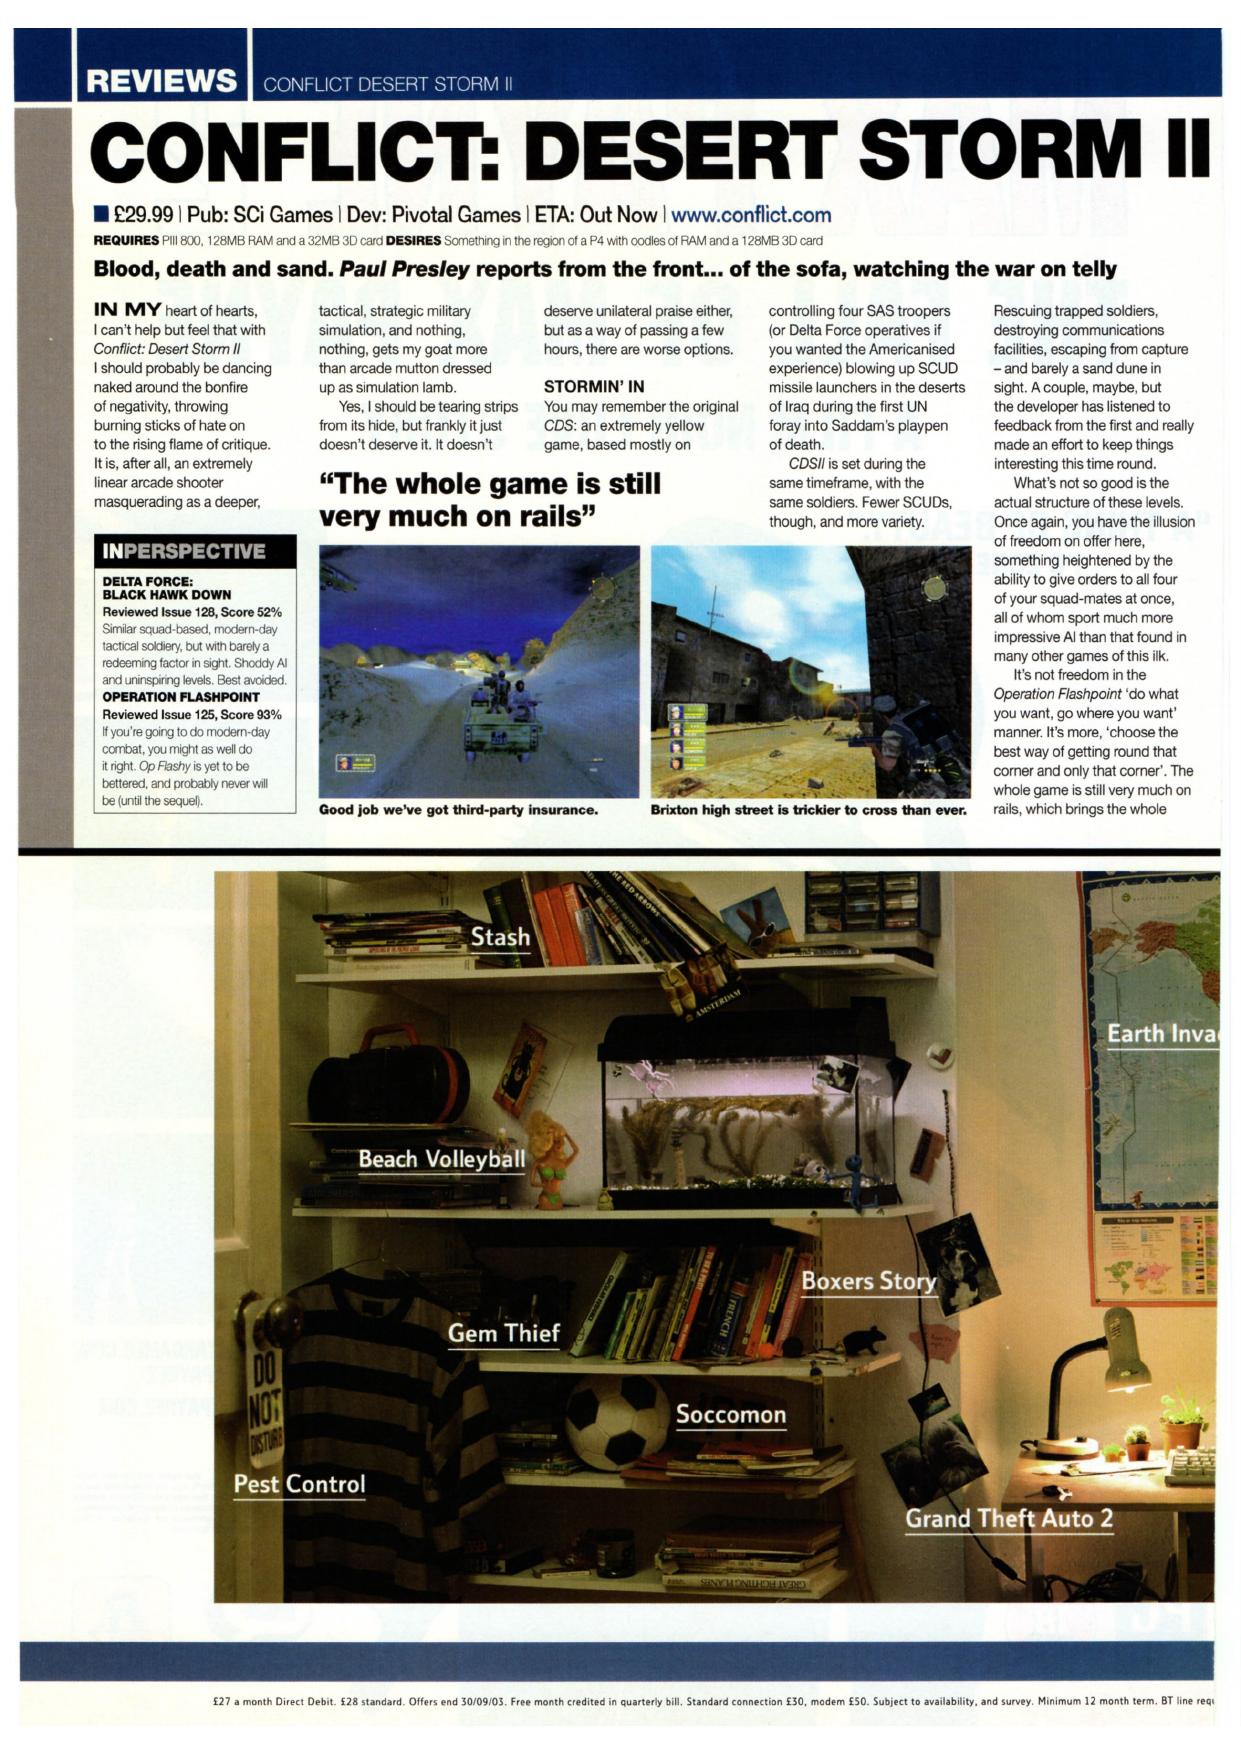 REVIEWS CONFLICT DESERT STORM II
CONFLICT: DESERT STORM II
£29.99 | Pub: SCi Games | Dev: Pivotal Games | ETA: Out Now | www.conflict.com
REQUIRES PIII 800, 128MB RAM and a 32MB 3D card DESIRES Something in the region of a P4 with oodles of RAM and a 128MB 3D card
Blood, death and sand. Paul Presley reports from the front... of the sofa, watching the war on telly
IN MY heart of hearts,
I can't help but feel that with
Conflict: Desert Storm II
I should probably be dancing
naked around the bonfire
of negativity, throwing
burning sticks of hate on
to the rising flame of critique.
It is, after all, an extremely
linear arcade shooter
masquerading as a deeper,
tactical, strategic military
simulation, and nothing,
nothing, gets my goat more
than arcade mutton dressed
up as simulation lamb.
Yes, I should be tearing strips
from its hide, but frankly it just
doesn't deserve it. It doesn't
deserve unilateral praise either,
but as a way of passing a few
hours, there are worse options.
STORMIN' IN
You may remember the original
CDS: an extremely yellow
game, based mostly on
controlling four SAS troopers
(or Delta Force operatives if
you wanted the Americanised
experience) blowing up SCUD
missile launchers in the deserts
of Iraq during the first UN
foray into Saddam's playpen
of death.
CDSII is set during the
same timeframe, with the
same soldiers. Fewer SCUDs,
though, and more variety.
Rescuing trapped soldiers,
destroying communications
facilities, escaping from capture
– and barely a sand dune in
sight. A couple, maybe, but
the developer has listened to
feedback from the first and really
made an effort to keep things
interesting this time round.
What's not so good is the
actual structure of these levels.
Once again, you have the illusion
of freedom on offer here,
something heightened by the
ability to give orders to all four
of your squad-mates at once,
all of whom sport much more
impressive AI than that found in
many other games of this ilk.
It's not freedom in the
Operation Flashpoint 'do what
you want, go where you want'
manner. It's more, 'choose the
best way of getting round that
corner and only that corner'. The
whole game is still very much on
rails, which brings the whole
"The whole game is still
very much on rails"
INPERSPECTIVE
DELTA FORCE:
BLACK HAWK DOWN
Reviewed Issue 128, Score 52%
Similar squad-based, modern-day
tactical soldiery, but with barely a
redeeming factor in sight. Shoddy AI
and uninspiring levels. Best avoided.
OPERATION FLASHPOINT
Reviewed Issue 125, Score 93%
If you're going to do modern-day
combat, you might as well do
it right. Op Flashy is yet to be
bettered, and probably never will
be (until the sequel).
Good job we've got third-party insurance.
Brixton high street is trickier to cross than ever.
Stash
THE RED ARROWS
AMSTERDAM
Earth Inva
Beach Volleyball
Boxers Story
Gem Thief
FRENCH
DO
NOT
DISTURB
Soccomon
Pest Control
Grand Theft Auto 2
GREAT FIGHTING PLANES
£27 a month Direct Debit. £28 standard. Offers end 30/09/03. Free month credited in quarterly bill. Standard connection £30, modem £50. Subject to availability, and survey. Minimum 12 month term. BT line requ